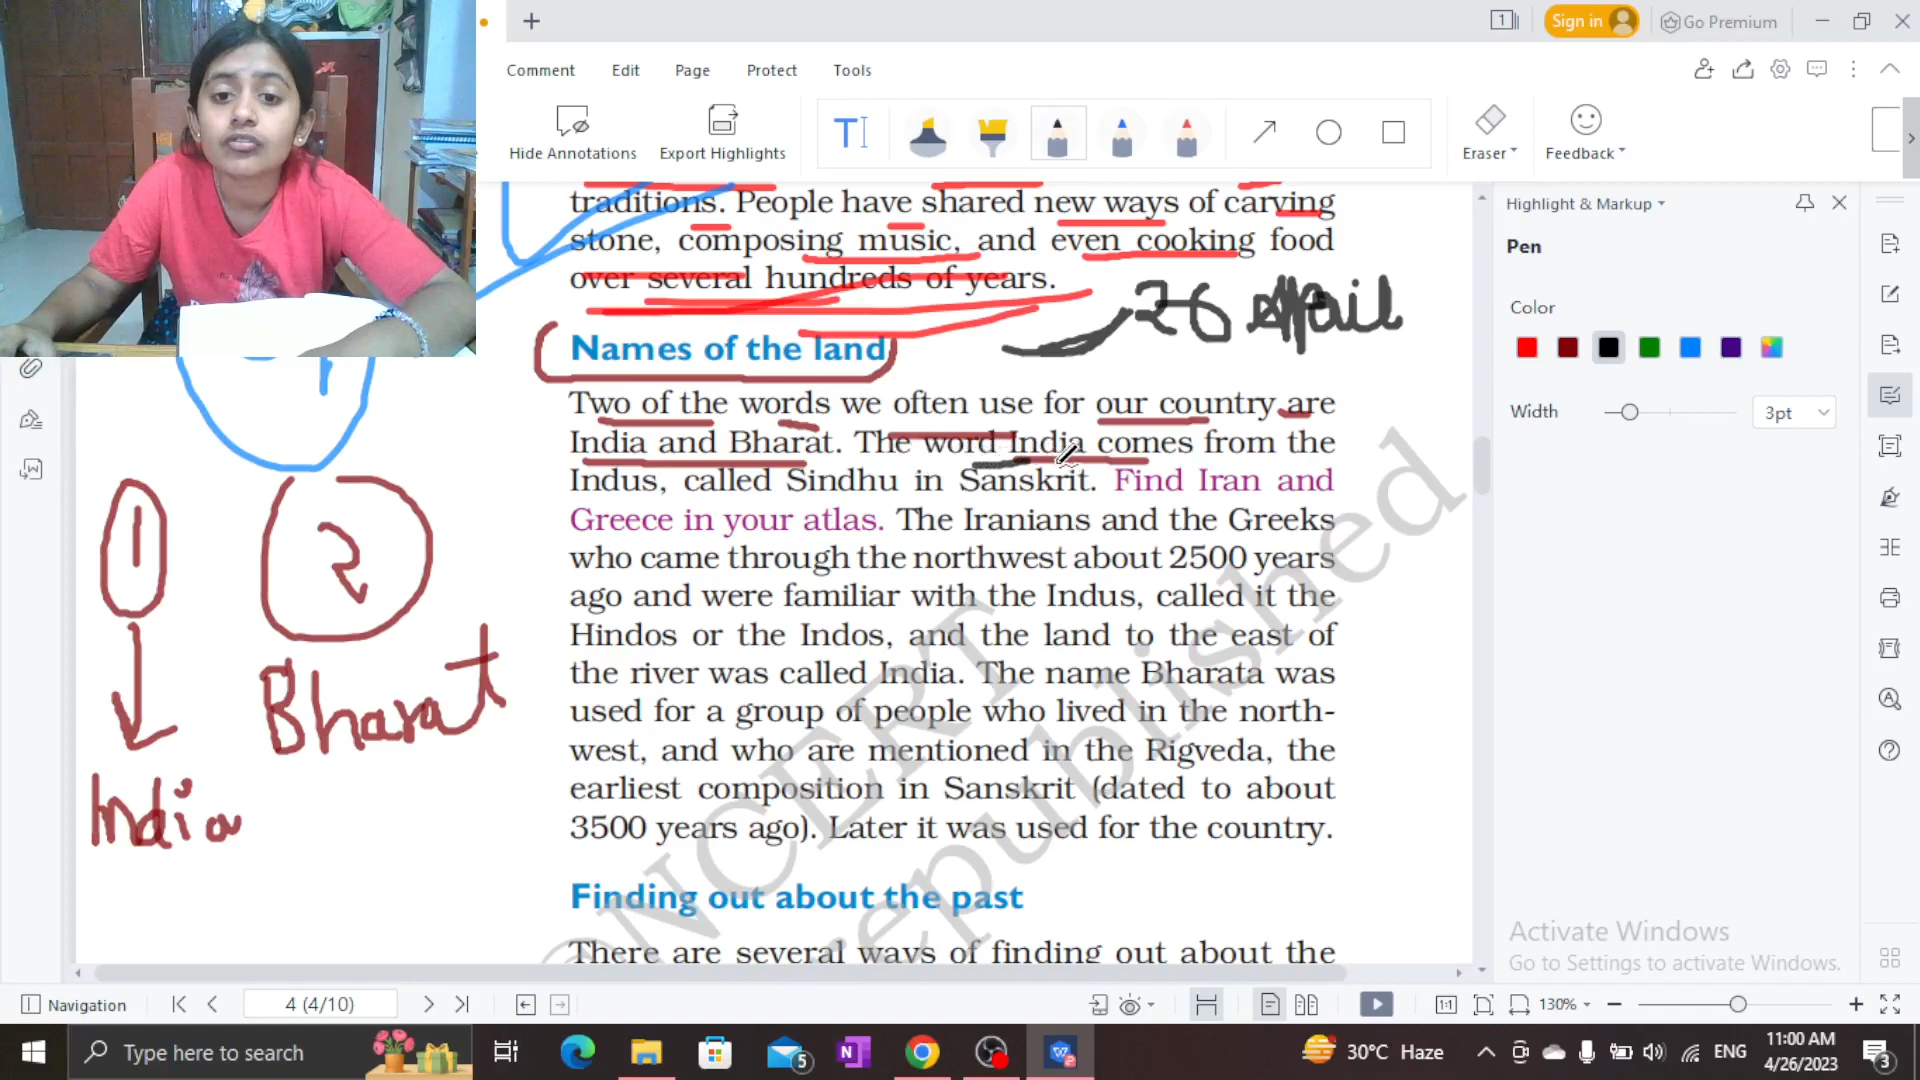 1
Sign in
Go Premium
Comment
Edit
Page
Protect
Tools
Hide Annotations
Export Highlights
Eraser
Feedback
Highlight & Markup
Pen
Color
Width
3pt
traditions. People have shared new ways of carving
stone, composing music, and even cooking food
over several hundreds of years.
26 April
Names of the land
Two of the words we often use for our country are
India and Bharat. The word India comes from the
Indus, called Sindhu in Sanskrit. Find Iran and
Greece in your atlas. The Iranians and the Greeks
who came through the northwest about 2500 years
ago and were familiar with the Indus, called it the
Hindos or the Indos, and the land to the east of
the river was called India. The name Bharata was
used for a group of people who lived in the north-
west, and who are mentioned in the Rigveda, the
earliest composition in Sanskrit (dated to about
3500 years ago). Later it was used for the country.
Finding out about the past
There are several ways of finding out about the
1
2
India
Bharat
NCERT
republished
Activate Windows
Go to Settings to activate Windows.
Navigation
4 (4/10)
1:1
130%
Type here to search
5
30°C Haze
ENG
11:00 AM
4/26/2023
3